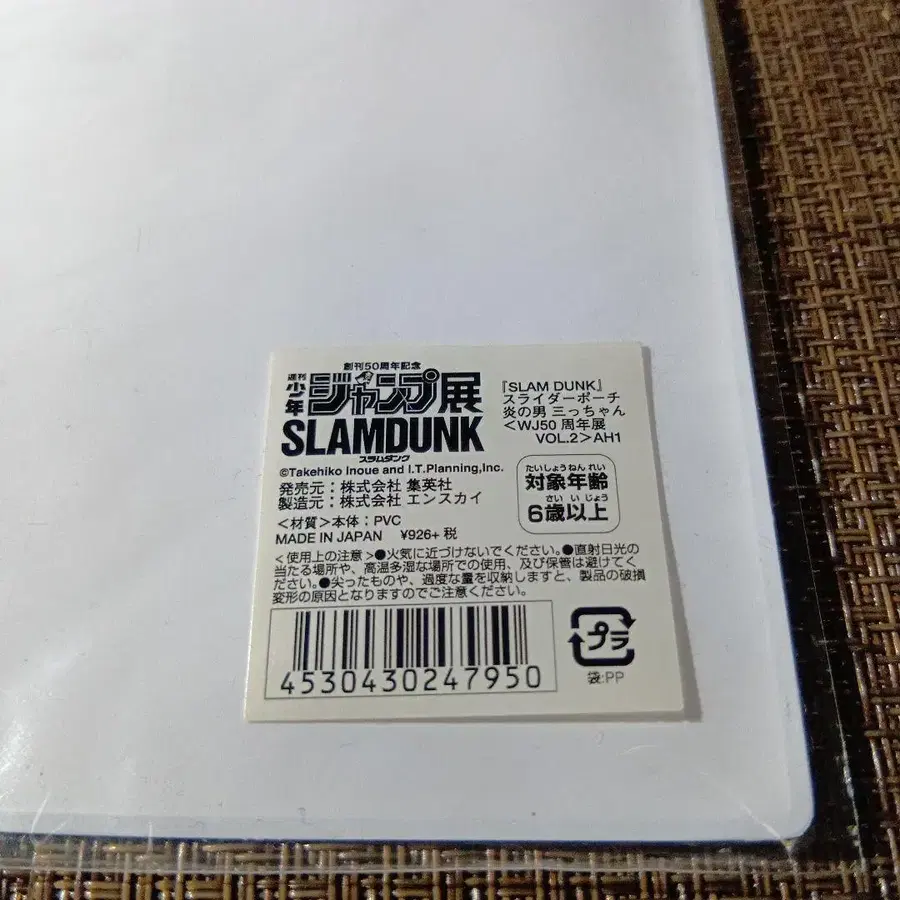 創刊50周年記念
週刊少年ジャンプ展
SLAMDUNK
スラムダンク
©Takehiko Inoue and I.T.Planning,Inc.
発売元：株式会社 集英社
製造元：株式会社 エンスカイ
＜材質＞本体：PVC
MADE IN JAPAN ¥926+ 税
『SLAM DUNK』
スライダーポーチ
炎の男 三っちゃん
＜WJ50 周年展
VOL.2＞AH1
たいしょうねんれい
対象年齢
さいいじょう
6歳以上
＜使用上の注意＞●火気に近づけないでください。●直射日光の
当たる場所や、高温多湿な場所での使用、及び保管は避けてく
ださい。●尖ったものや、過度な量を収納しますと、製品の破損
変形の原因となりますのでご注意ください。
4530430247950
プラ
袋:PP